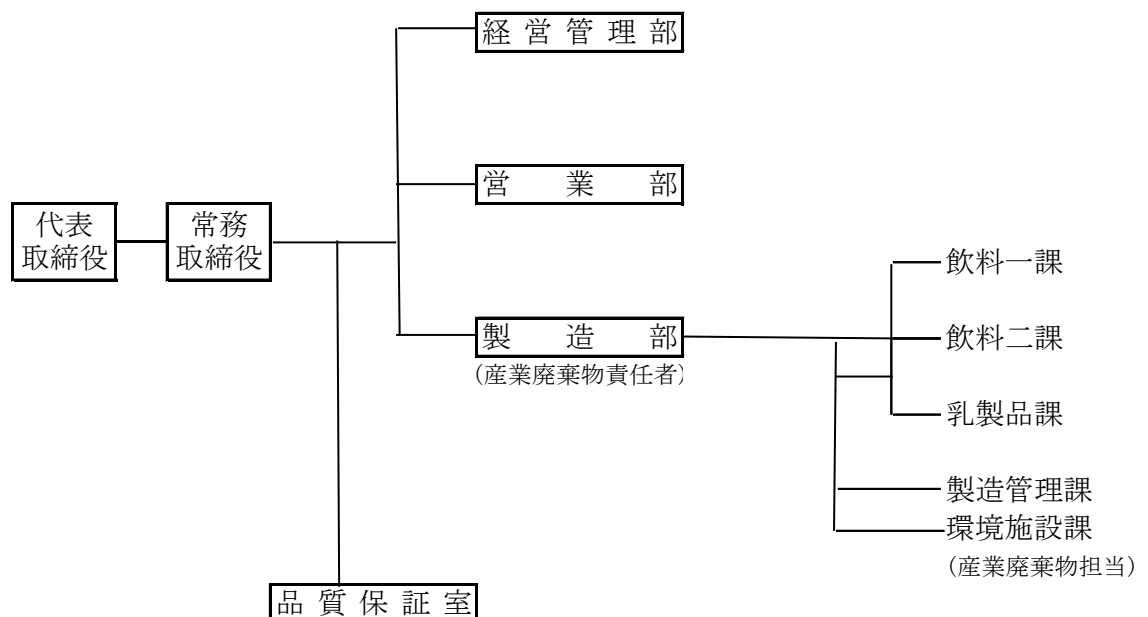 経営管理部
営業部
代表
取締役
常務
取締役
飲料一課
製造部
(産業廃棄物責任者)
飲料二課
乳製品課
製造管理課
環境施設課
(産業廃棄物担当)
品質保証室